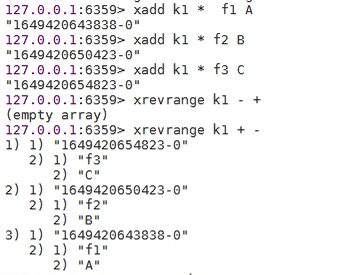 127.0.0.1:6359> xadd k1 *  f1 A
"1649420643838-0"
127.0.0.1:6359> xadd k1 * f2 B
"1649420650423-0"
127.0.0.1:6359> xadd k1 * f3 C
"1649420654823-0"
127.0.0.1:6359> xrevrange k1 - +
(empty array)
127.0.0.1:6359> xrevrange k1 + -
1) 1) "1649420654823-0"
   2) 1) "f3"
      2) "C"
2) 1) "1649420650423-0"
   2) 1) "f2"
      2) "B"
3) 1) "1649420643838-0"
   2) 1) "f1"
      2) "A"